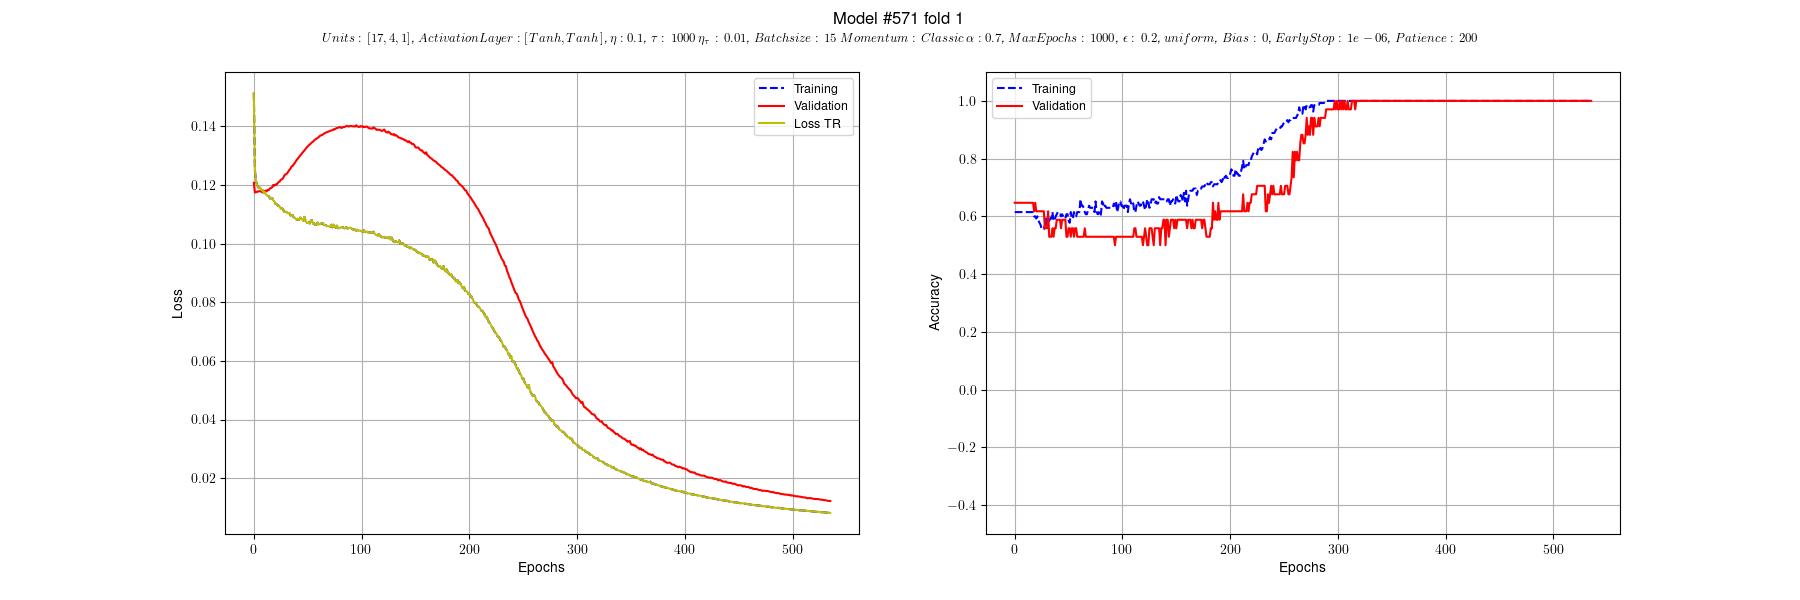 Model #571 fold 1
Units : [17, 4, 1], ActivationLayer : [Tanh, Tanh], η : 0.1, τ : 1000 ητ : 0.01, Batchsize : 15 Momentum : Classic α : 0.7, MaxEpochs : 1000, ϵ : 0.2, uniform, Bias : 0, EarlyStop : 1e − 06, Patience : 200
Training
Validation
Loss TR
0.14
0.12
0.10
0.08
0.06
0.04
0.02
Loss
0 100 200 300 400 500
Epochs
Training
Validation
1.0
0.8
0.6
0.4
0.2
0.0
−0.2
−0.4
Accuracy
0 100 200 300 400 500
Epochs